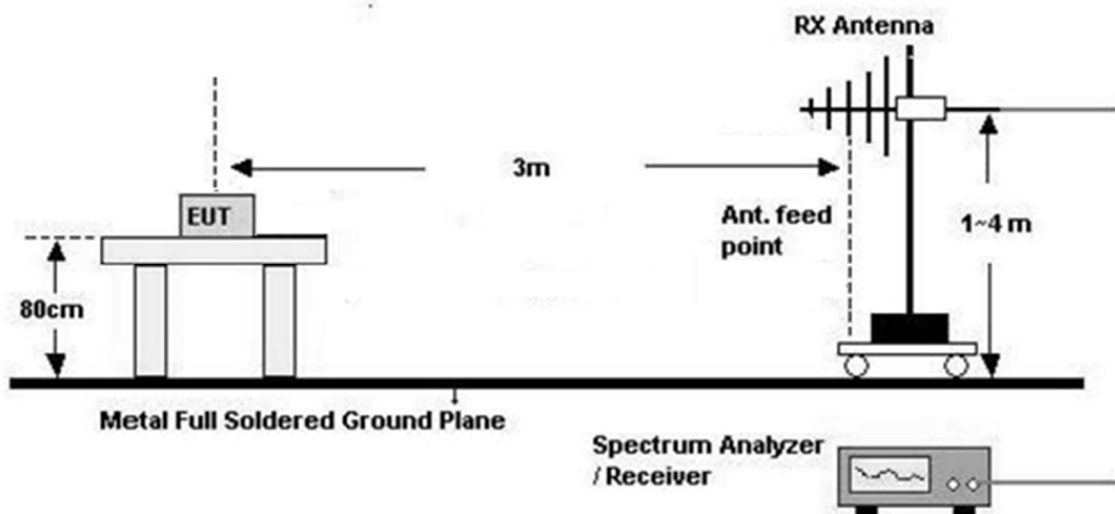 RX Antenna
3m
EUT
Ant. feed
point
1~4 m
80cm
Metal Full Soldered Ground Plane
Spectrum Analyzer
/ Receiver